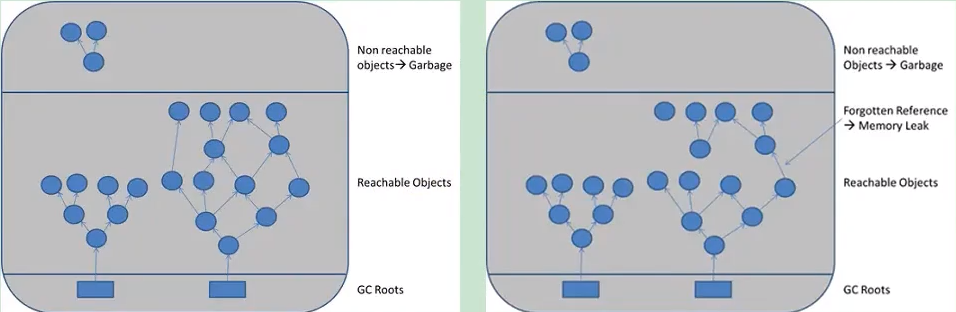 Non reachable
objects→ Garbage
Reachable Objects
GC Roots
Non reachable
Objects → Garbage
Forgotten Reference
→ Memory Leak
Reachable Objects
GC Roots